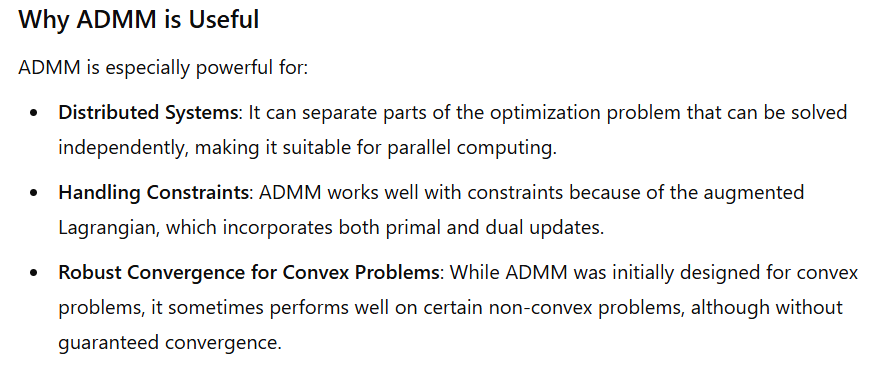 Why ADMM is Useful
ADMM is especially powerful for:
• Distributed Systems: It can separate parts of the optimization problem that can be solved
independently, making it suitable for parallel computing.
• Handling Constraints: ADMM works well with constraints because of the augmented
Lagrangian, which incorporates both primal and dual updates.
• Robust Convergence for Convex Problems: While ADMM was initially designed for convex
problems, it sometimes performs well on certain non-convex problems, although without
guaranteed convergence.